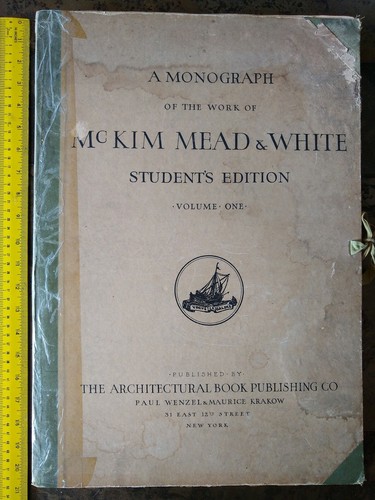 A MONOGRAPH
OF THE WORK OF
McKIM MEAD & WHITE
STUDENT'S EDITION
·VOLUME·ONE·
·PUBLISHED·BY·
THE ARCHITECTURAL BOOK PUBLISHING CO
PAUL WENZEL & MAURICE KRAKOW
31 EAST 12TH STREET
NEW YORK